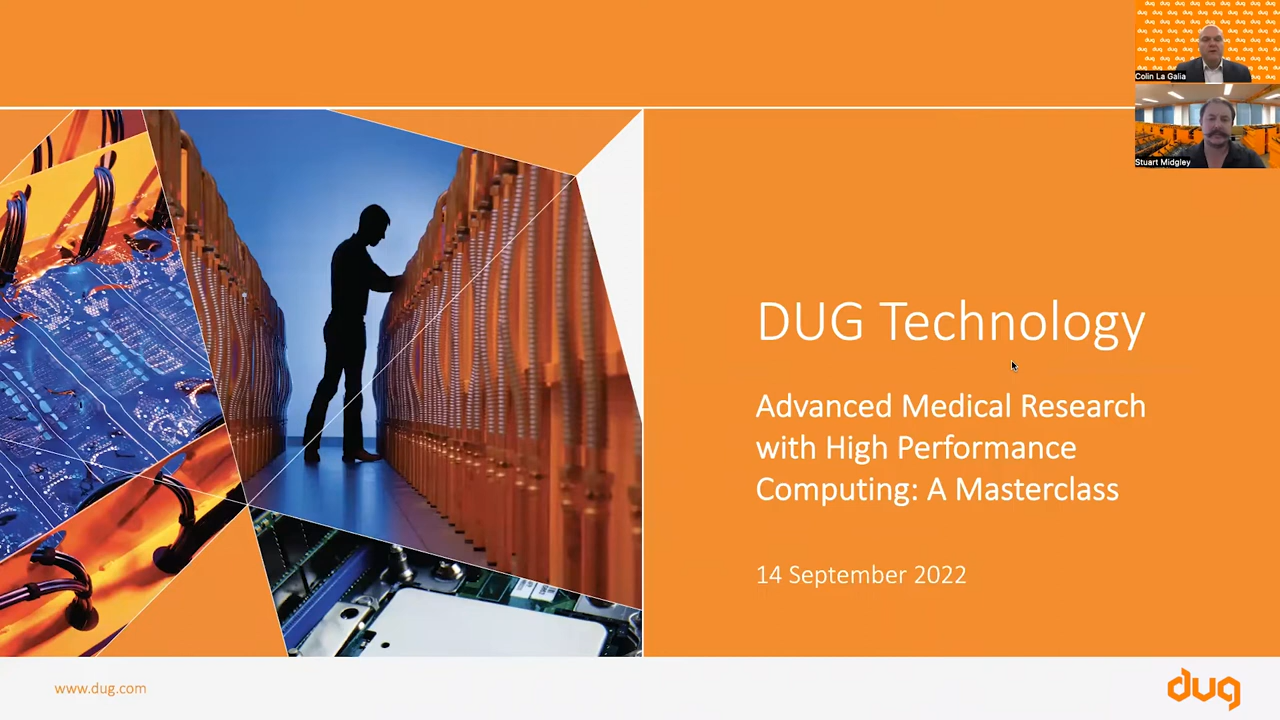 Colin La Galia
Stuart Midgley
DUG Technology
Advanced Medical Research
with High Performance
Computing: A Masterclass
14 September 2022
www.dug.com
dug